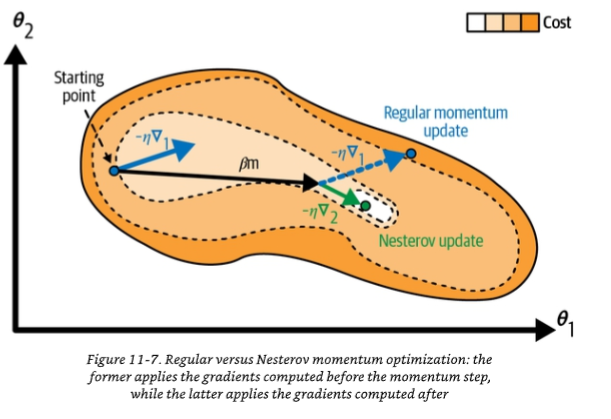 θ2
Cost
Starting
point
-η∇1
βm
-η∇1
Regular momentum
update
-η∇2
Nesterov update
θ1
Figure 11-7. Regular versus Nesterov momentum optimization: the
former applies the gradients computed before the momentum step,
while the latter applies the gradients computed after